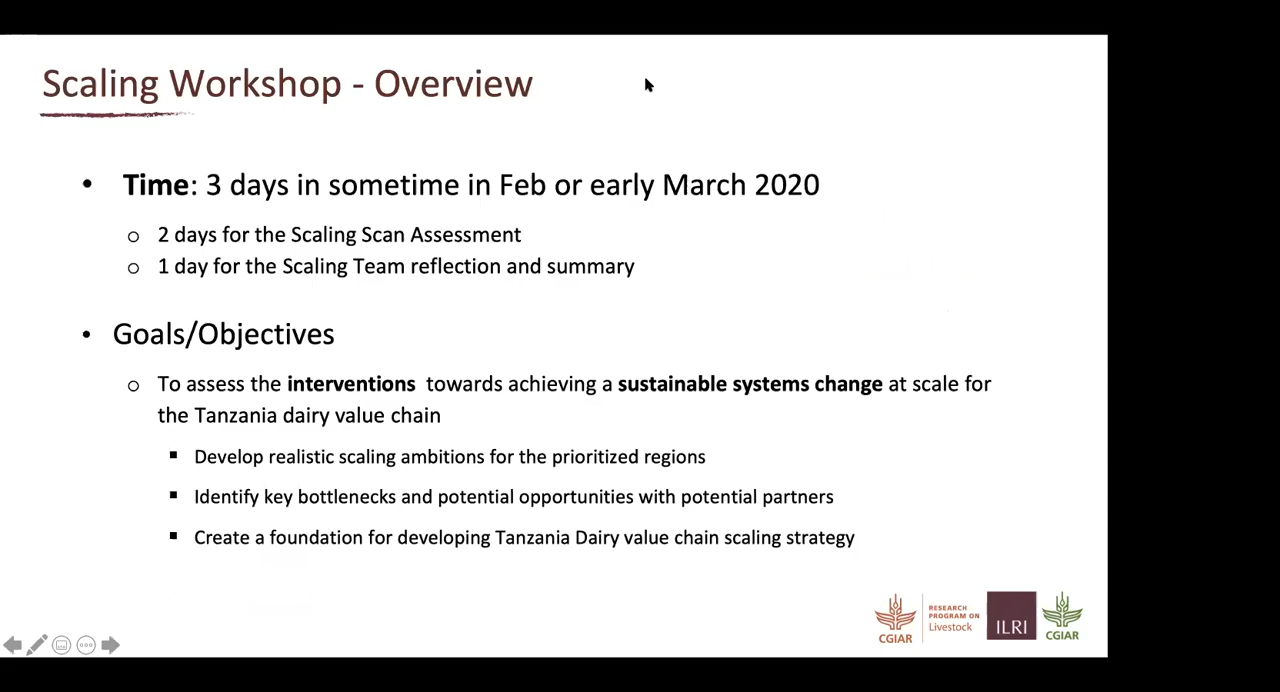 Scaling Workshop - Overview
• Time: 3 days in sometime in Feb or early March 2020
o 2 days for the Scaling Scan Assessment
o 1 day for the Scaling Team reflection and summary
• Goals/Objectives
o To assess the interventions towards achieving a sustainable systems change at scale for
the Tanzania dairy value chain
▪ Develop realistic scaling ambitions for the prioritized regions
▪ Identify key bottlenecks and potential opportunities with potential partners
▪ Create a foundation for developing Tanzania Dairy value chain scaling strategy
CGIAR
RESEARCH
PROGRAM ON
Livestock
ILRI
CGIAR